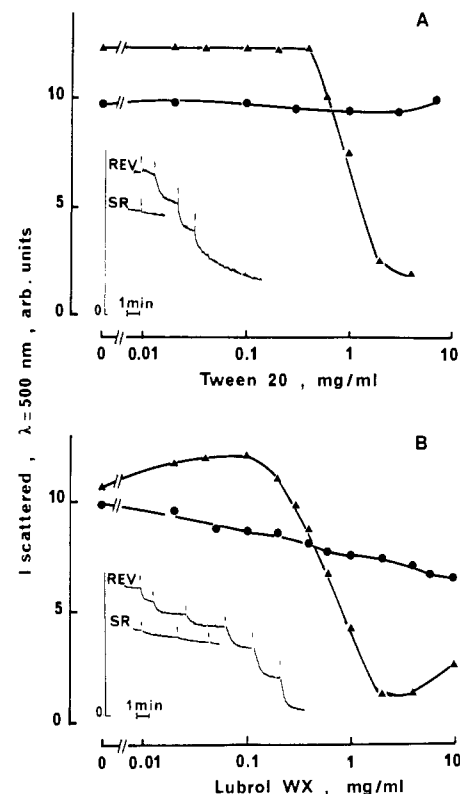 A
10
5
0
REV
SR
0
1min
0
0.01
0.1
1
10
Tween 20 , mg/ml
I scattered , λ=500 nm , arb. units
B
10
5
0
REV
SR
0
1min
0
0.01
0.1
1
10
Lubrol WX , mg/ml